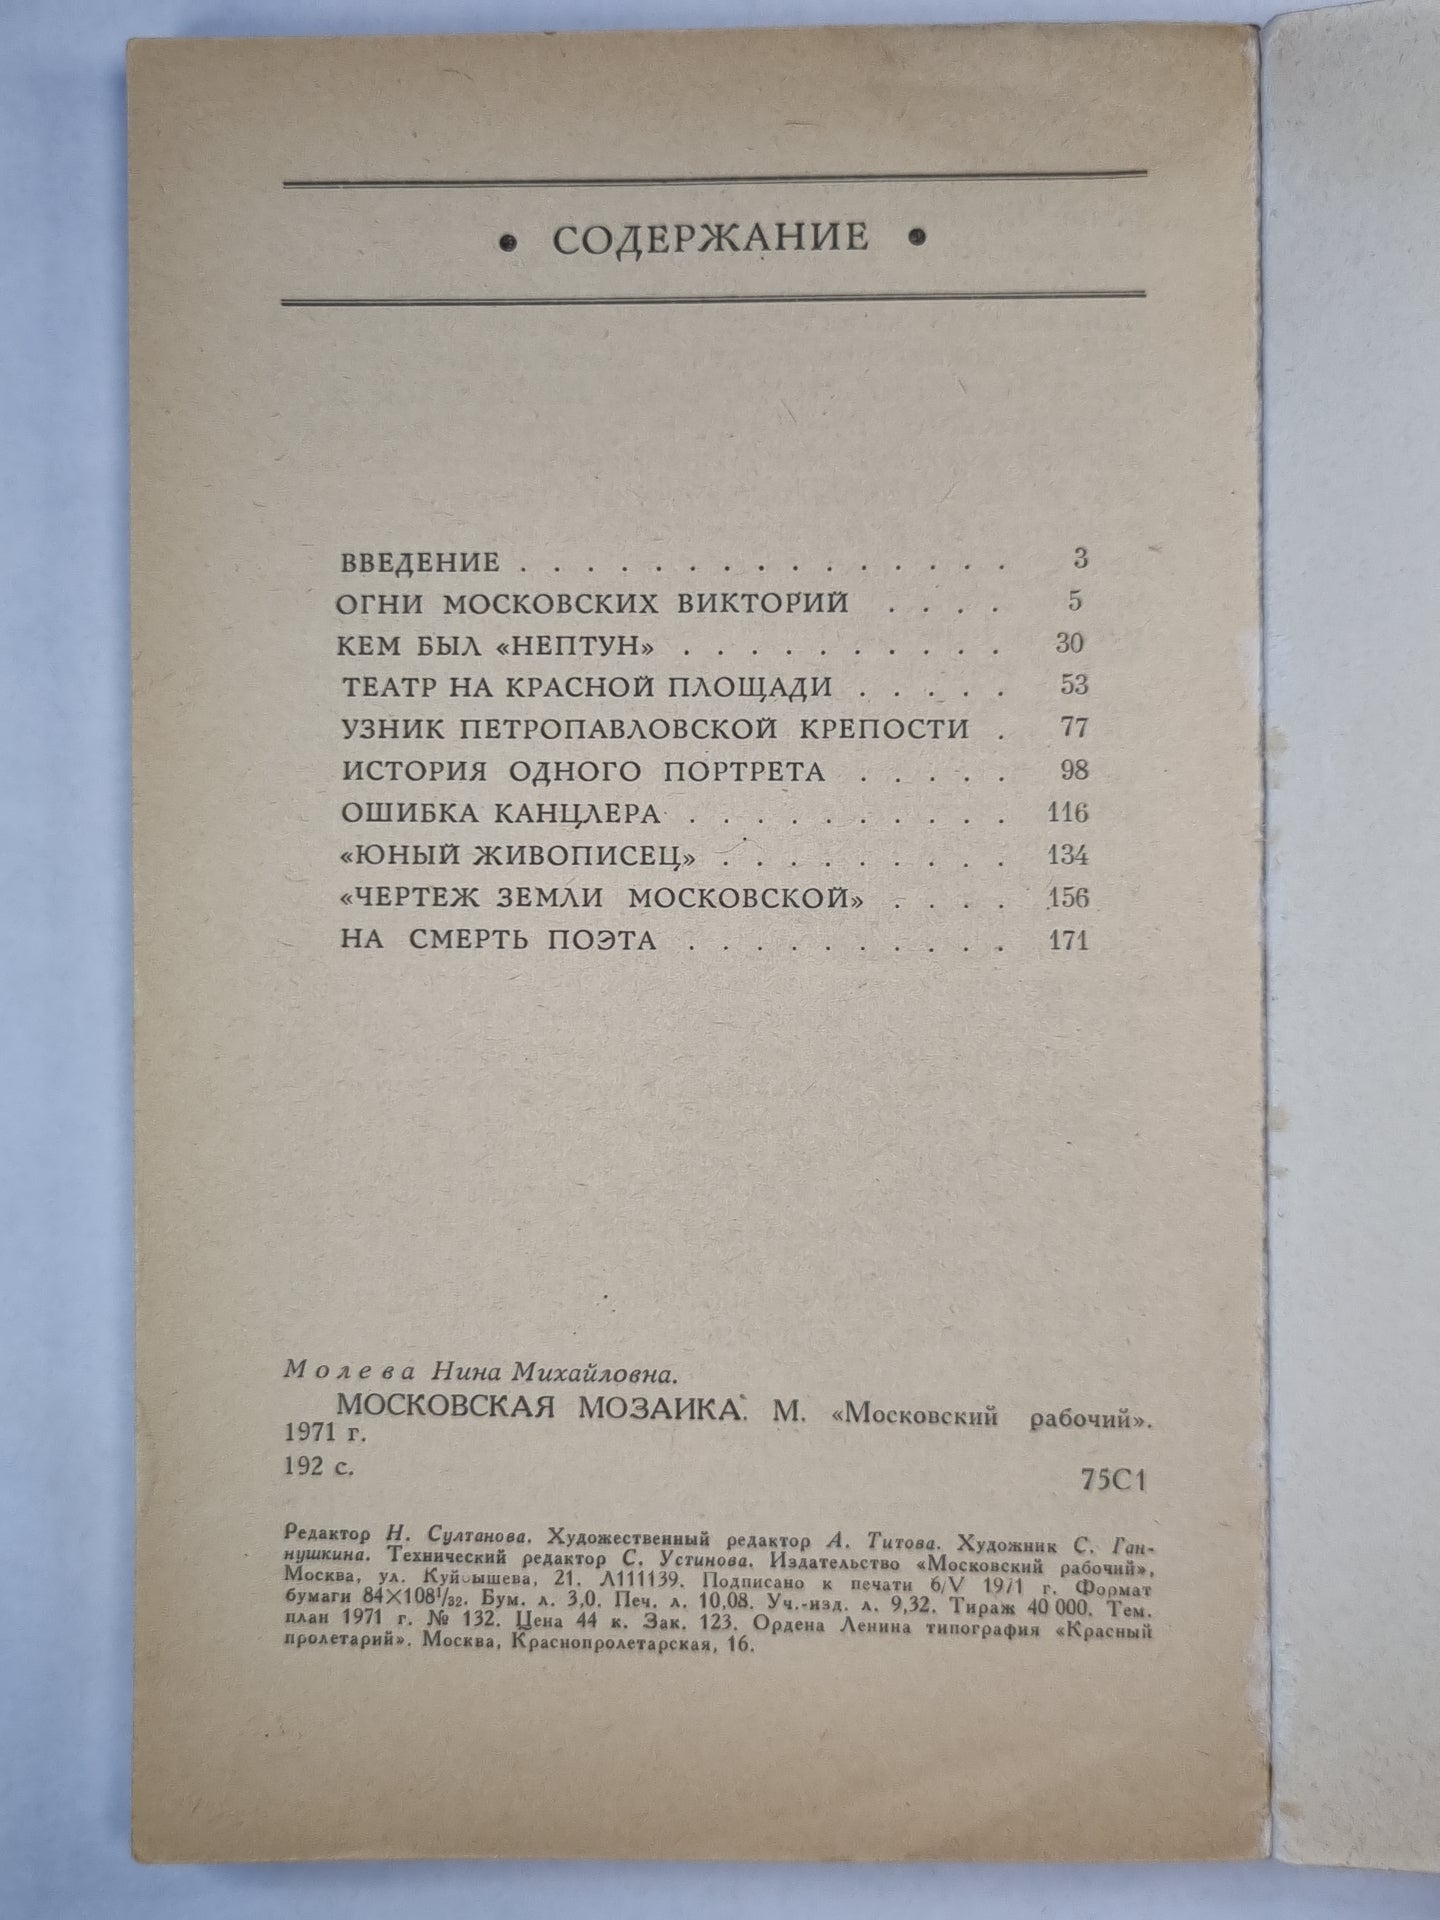 • СОДЕРЖАНИЕ •
ВВЕДЕНИЕ . . . . . . . . . . . . . . . 3
ОГНИ МОСКОВСКИХ ВИКТОРИЙ . . . . 5
КЕМ БЫЛ «НЕПТУН» . . . . . . . . . . 30
ТЕАТР НА КРАСНОЙ ПЛОЩАДИ . . . . . 53
УЗНИК ПЕТРОПАВЛОВСКОЙ КРЕПОСТИ . 77
ИСТОРИЯ ОДНОГО ПОРТРЕТА . . . . . 98
ОШИБКА КАНЦЛЕРА . . . . . . . . . . 116
«ЮНЫЙ ЖИВОПИСЕЦ» . . . . . . . . . 134
«ЧЕРТЕЖ ЗЕМЛИ МОСКОВСКОЙ» . . . . 156
НА СМЕРТЬ ПОЭТА . . . . . . . . . . 171
Молева Нина Михайловна.
МОСКОВСКАЯ МОЗАИКА. М. «Московский рабочий».
1971 г.
192 с.
75С1
Редактор Н. Султанова. Художественный редактор А. Титова. Художник С. Ган-
нушкина. Технический редактор С. Устинова. Издательство «Московский рабочий»,
Москва, ул. Куйбышева, 21. Л111139. Подписано к печати 6/V 1971 г. Формат
бумаги 84×108¹/₃₂. Бум. л. 3,0. Печ. л. 10,08. Уч.-изд. л. 9,32. Тираж 40 000. Тем.
план 1971 г. № 132. Цена 44 к. Зак. 123. Ордена Ленина типография «Красный
пролетарий». Москва, Краснопролетарская, 16.